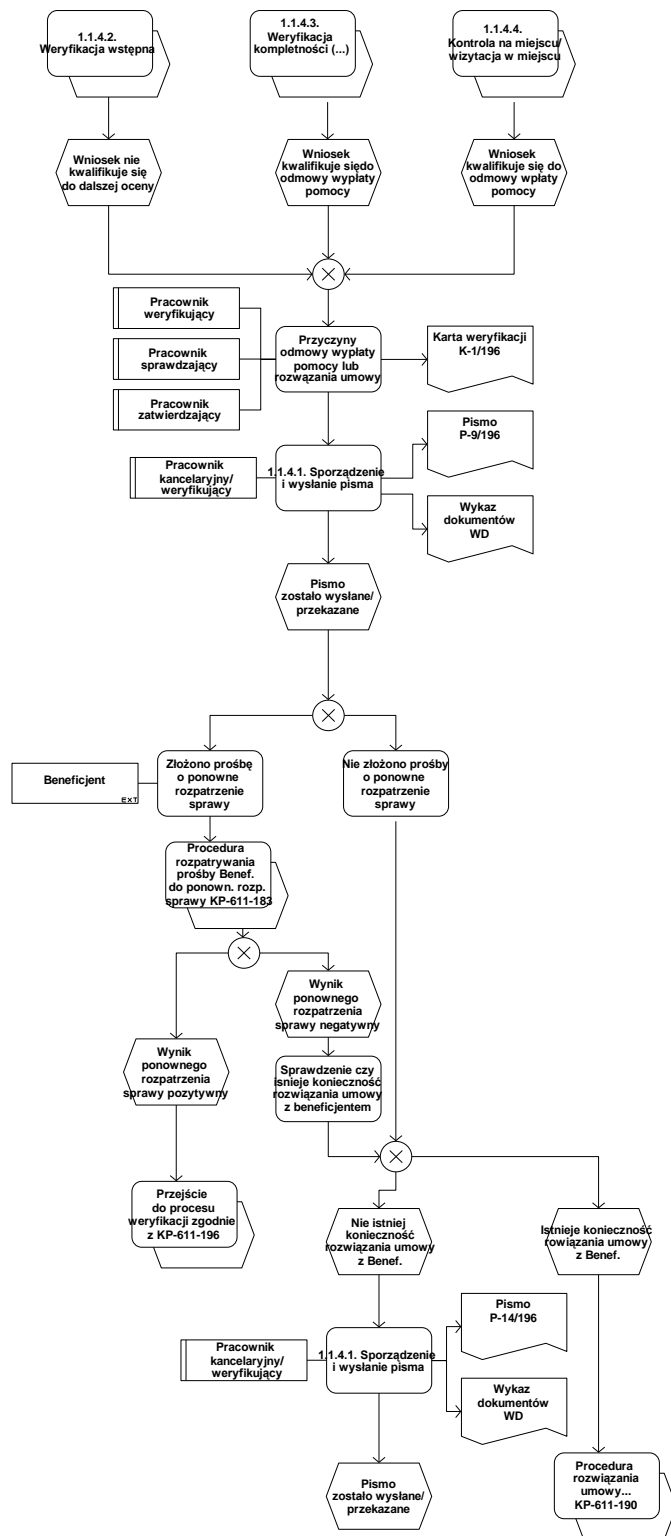 1.1.4.2.
Weryfikacja wstępna
1.1.4.3.
Weryfikacja
kompletności (...)
1.1.4.4.
Kontrola na miejscu/
wizytacja w miejscu
Wniosek nie
kwalifikuje się
do dalszej oceny
Wniosek
kwalifikuje siędo
odmowy wypłaty
pomocy
Wniosek
kwalifikuje się do
odmowy wpłaty
pomocy
Pracownik
weryfikujący
Pracownik
sprawdzający
Pracownik
zatwierdzający
Przyczyny
odmowy wypłaty
pomocy lub
rozwązania umowy
Karta weryfikacji
K-1/196
Pismo
P-9/196
Pracownik
kancelaryjny/
weryfikujący
1.1.4.1. Sporządzenie
i wysłanie pisma
Wykaz
dokumentów
WD
Pismo
zostało wysłane/
przekazane
Beneficjent
EXT
Złożono prośbę
o ponowne
rozpatrzenie
sprawy
Nie złożono prośby
o ponowne
rozpatrzenie
sprawy
Procedura
rozpatrywania
prośby Benef.
do ponown. rozp.
sprawy KP-611-183
Wynik
ponownego
rozpatrzenia
sprawy negatywny
Wynik
ponownego
rozpatrzenia
sprawy pozytywny
Sprawdzenie czy
isnieje konieczność
rozwiązania umowy
z beneficjentem
Przejście
do procesu
weryfikacji zgodnie
z KP-611-196
Nie istniej
konieczność
rozwiązania umowy
z Benef.
Istnieje konieczność
rowiązania umowy
z Benef.
Pismo
P-14/196
Pracownik
kancelaryjny/
weryfikujący
1.1.4.1. Sporządzenie
i wysłanie pisma
Wykaz
dokumentów
WD
Pismo
zostało wysłane/
przekazane
Procedura
rozwiązania
umowy...
KP-611-190